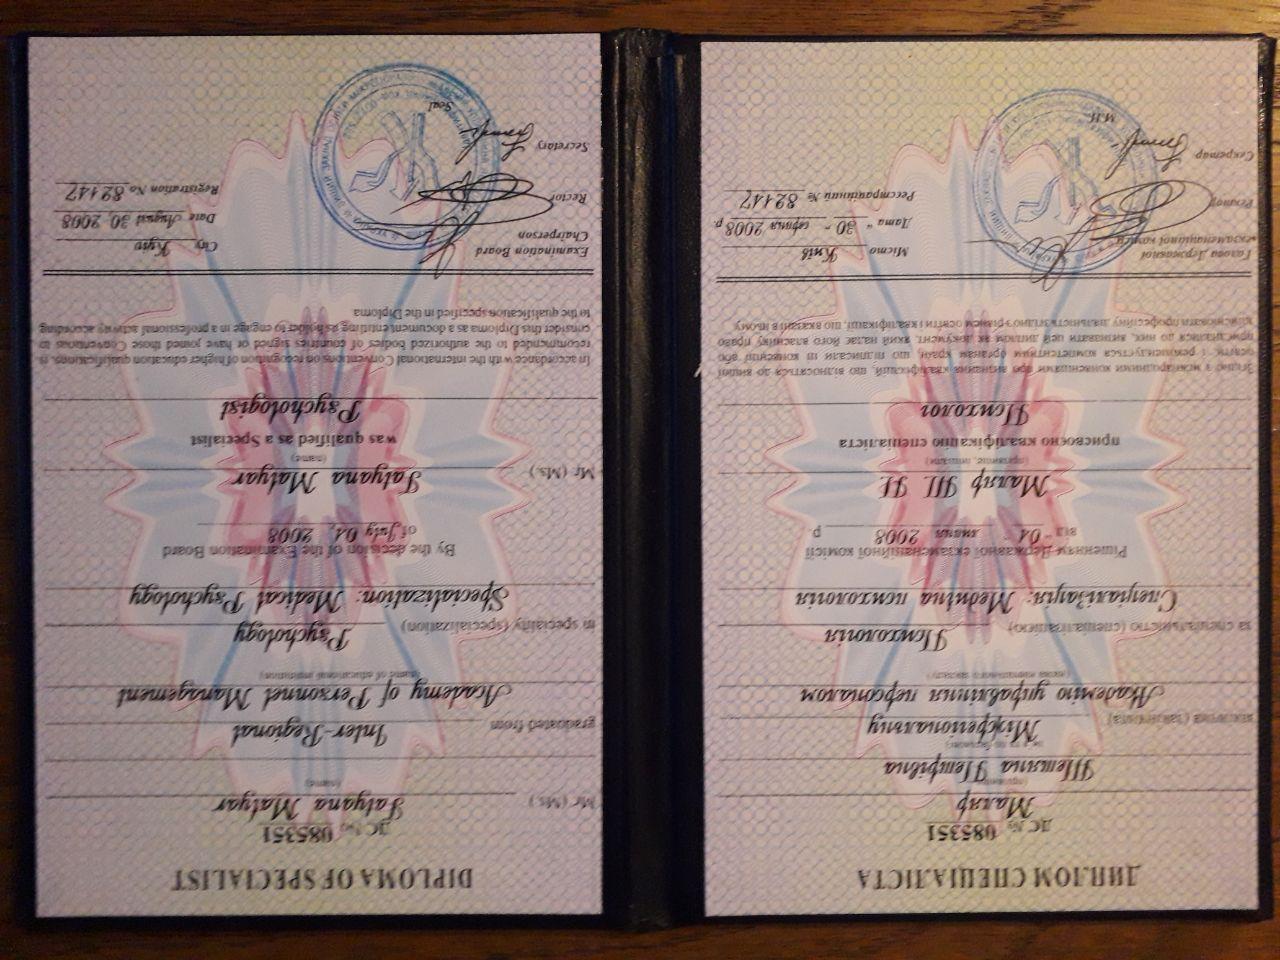 ДИПЛОМ СПЕЦІАЛІСТА
ДС № 085351
Маляр
Тетяна Петрівна
закінчив (закінчила) Міжрегіональну
Академію управління персоналом
(назва навчального закладу)
за спеціальністю (спеціалізацією) Психологія
Спеціалізація: Медична психологія
Рішенням Державної екзаменаційної комісії
від "01" липня 2008 р.
Маляр Т. П.
(прізвище, ініціали)
присвоєно кваліфікацію спеціаліста
Психолог
Згідно з міжнародними конвенціями про визнання кваліфікацій, що відносяться до вищої
освіти, і рекомендується компетентним органам країн, що підписали ці конвенції або
приєдналися до них, визнавати цей диплом як документ, який надає його власнику право
здійснювати професійну діяльність згідно з рівнем освіти і кваліфікації, що вказані в ньому.
Голова Державної
екзаменаційної комісії
Ректор
Секретар
М.П.
Місто Київ
Дата "30" серпня 2008 р.
Реєстраційний № 82147
DIPLOMA OF SPECIALIST
ДС No 085351
Mr. (Ms.) Tatyana Malyar
(name)
graduated from Inter-Regional
Academy of Personnel Management
(name of educational institution)
in speciality (specialization) Psychology
Specialization: Medical Psychology
By the decision of the Examination Board
of July 01, 2008
Mr. (Ms.) Tatyana Malyar
(name)
was qualified as a Specialist
Psychologist
In accordance with the international Conventions on recognition of higher education qualifications, is
recommended to the authorized bodies of countries signed or have joined those Conventions to
consider this Diploma as a document entitling its holder to engage in a professional activity according
to the qualification specified in the Diploma.
Examination Board
Chairperson
Rector
Secretary
Seal
City Kyiv
Date August 30, 2008
Registration No 82147